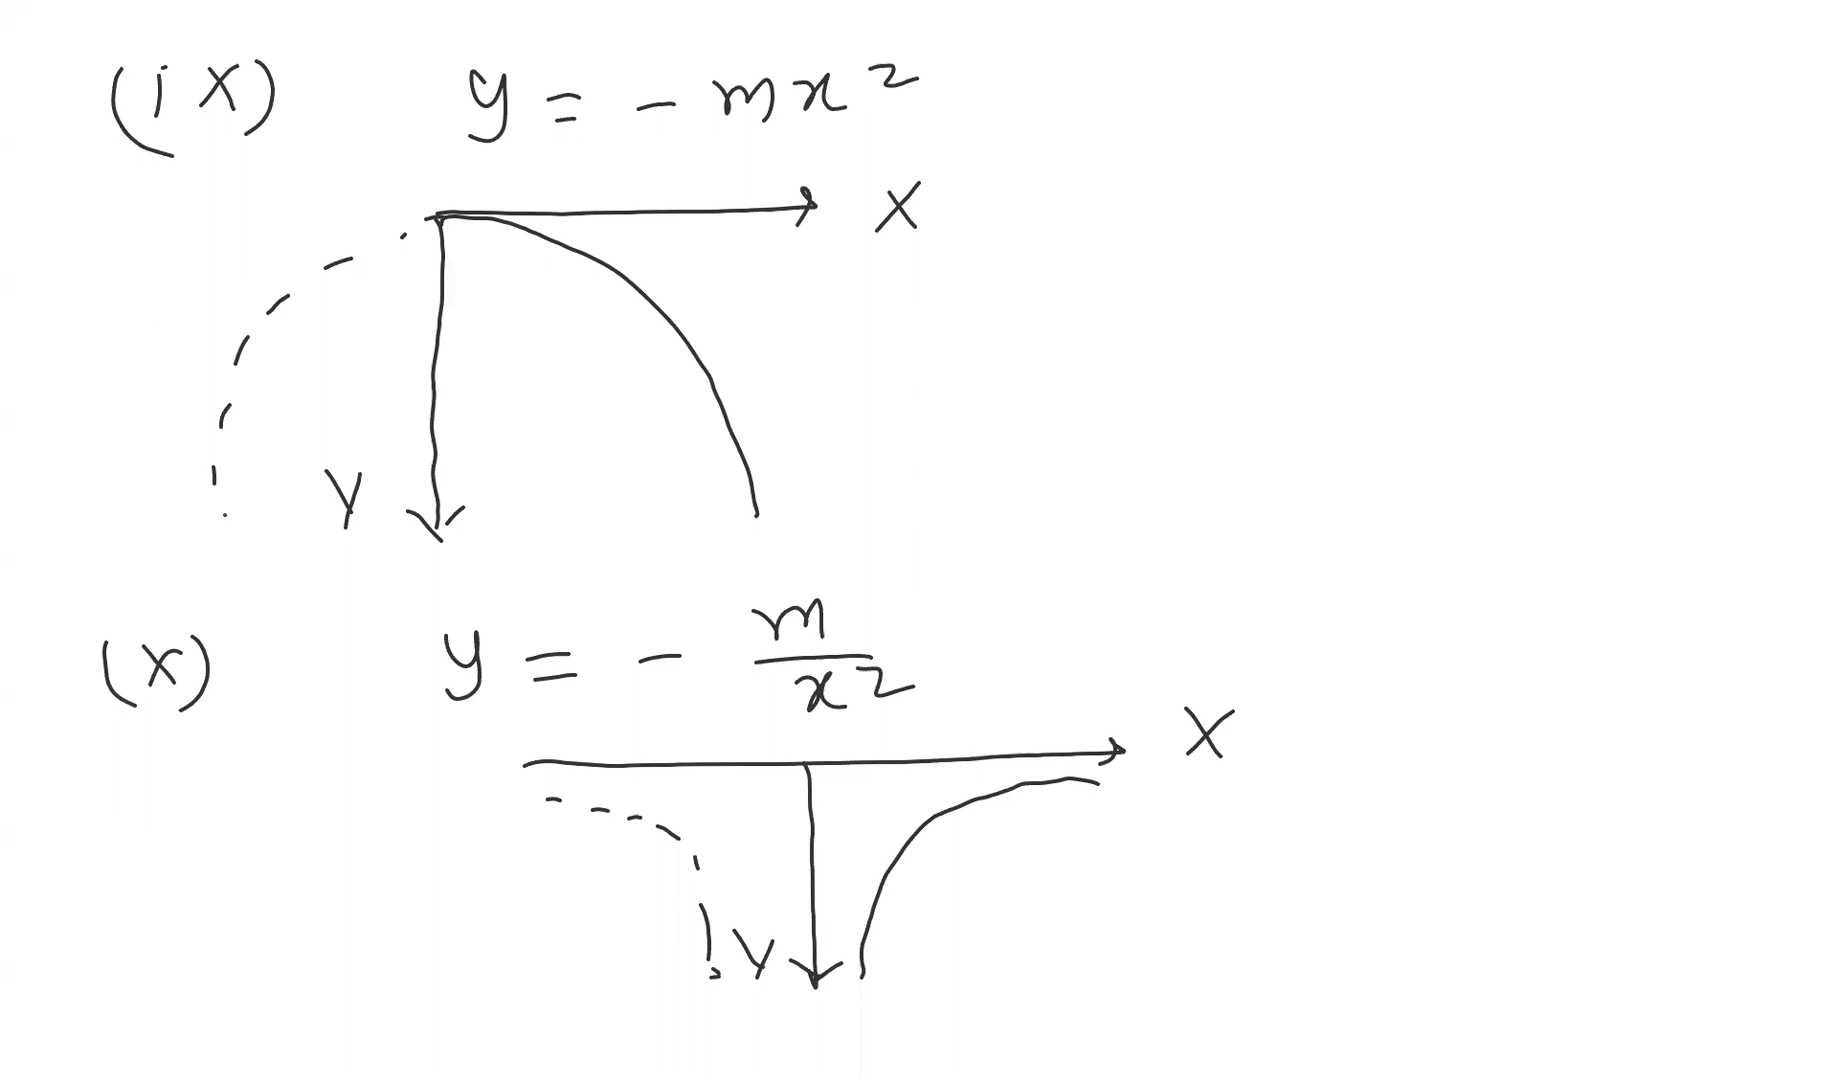 (ix) y = - mx²
X
Y
(x) y = - m/x²
X
Y